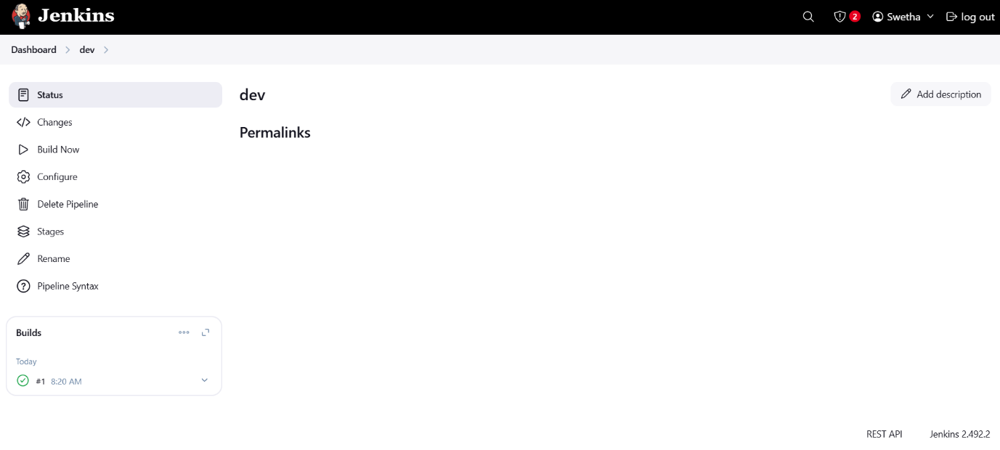 Jenkins
2 Swetha log out
Dashboard dev
Status
Changes
Build Now
Configure
Delete Pipeline
Stages
Rename
Pipeline Syntax
Builds
Today
#1 8:20 AM
dev
Add description
Permalinks
REST API Jenkins 2.492.2